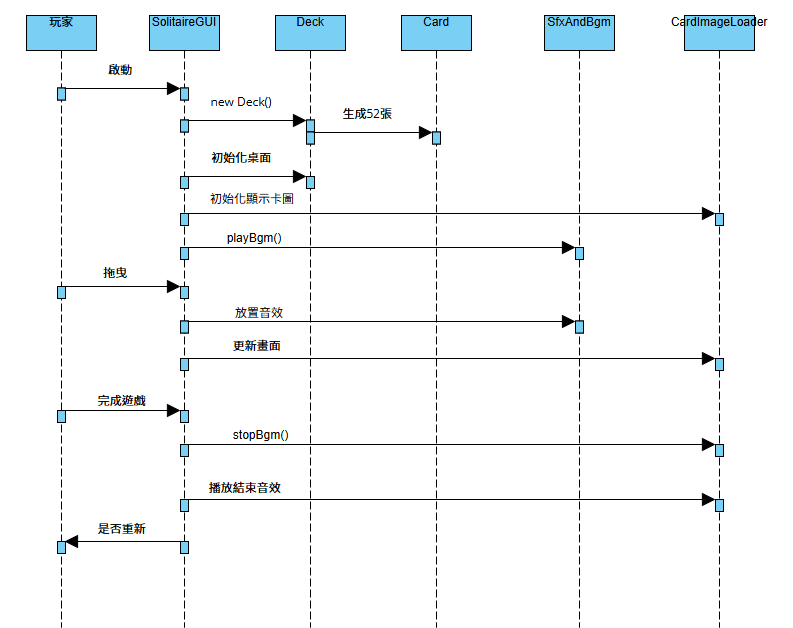 玩家
SolitaireGUI
Deck
Card
SfxAndBgm
CardImageLoader
啟動
new Deck()
生成52張
初始化桌面
初始化顯示卡圖
playBgm()
拖曳
放置音效
更新畫面
完成遊戲
stopBgm()
播放結束音效
是否重新